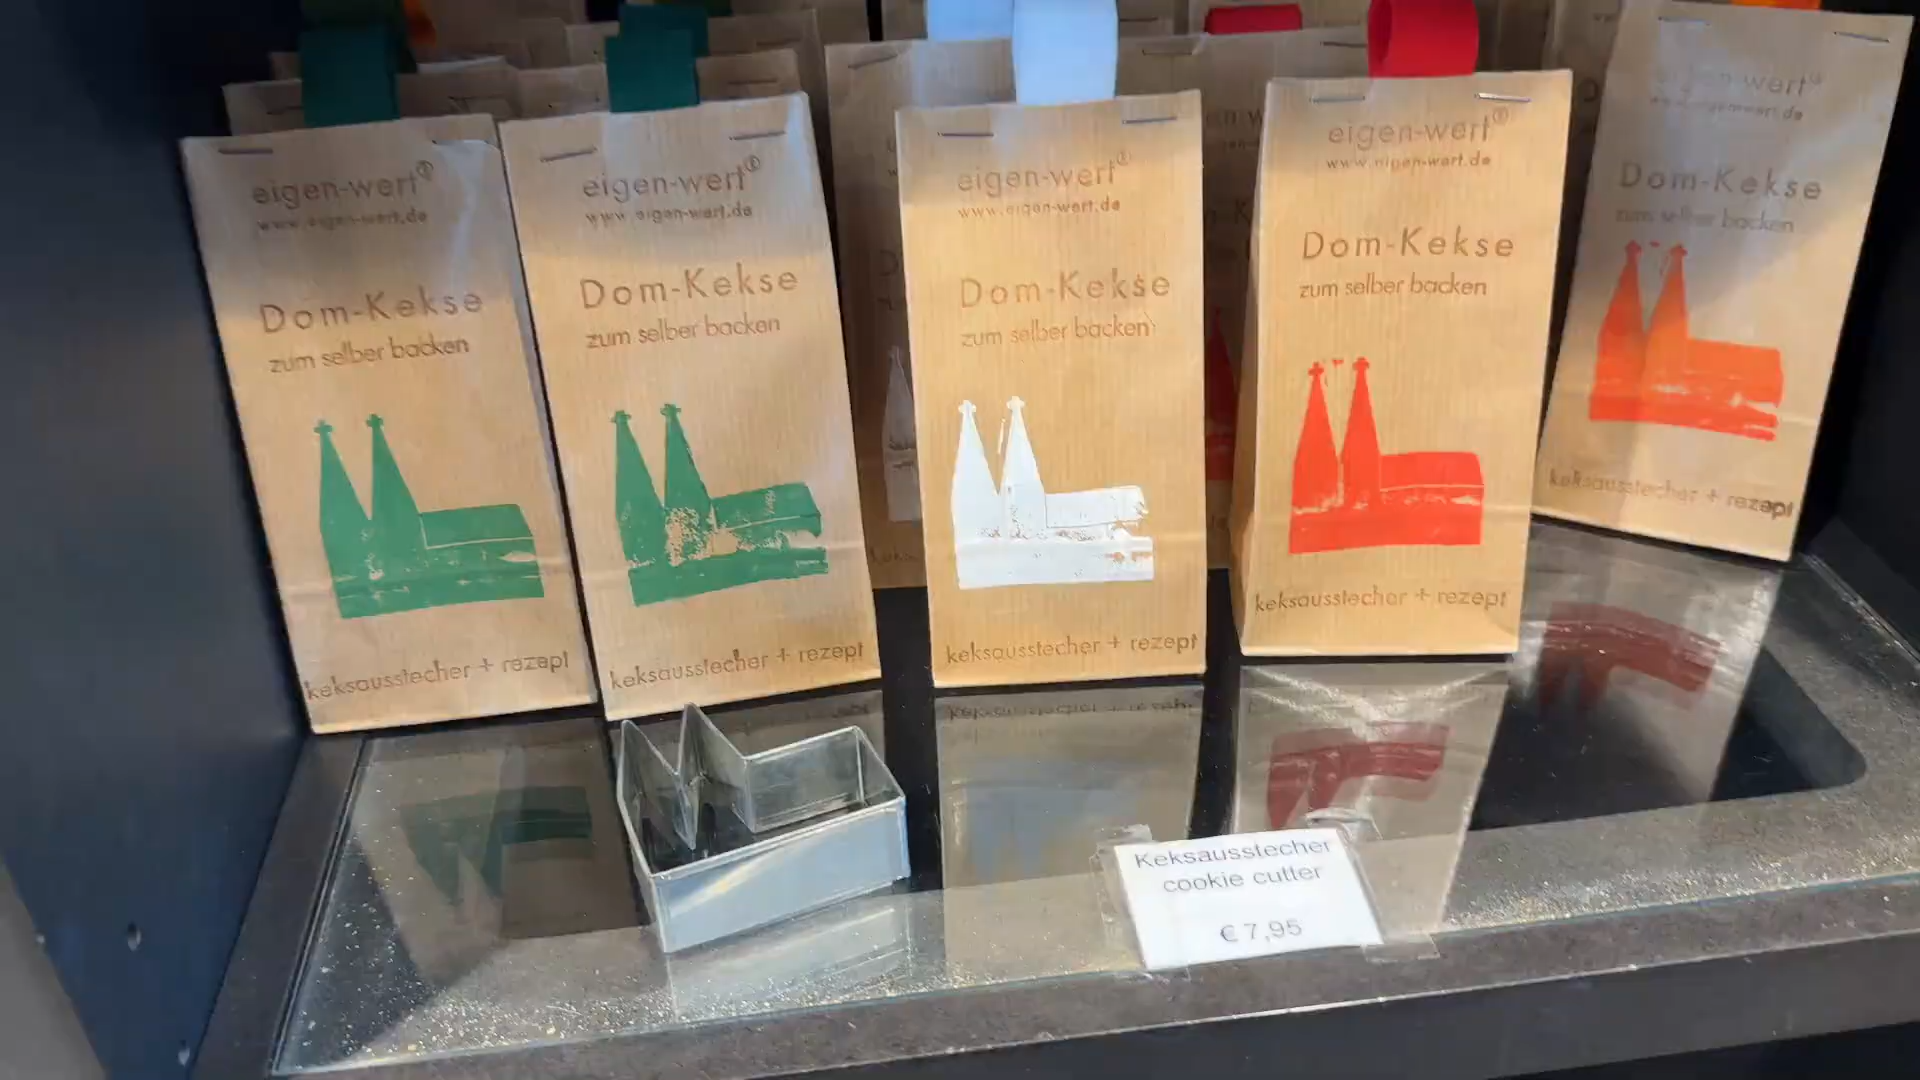 eigen-wert®
www.eigen-wert.de
Dom-Kekse
zum selber backen
keksausstecher + rezept
eigen-wert®
www.eigen-wert.de
Dom-Kekse
zum selber backen
keksausstecher + rezept
eigen-wert®
www.eigen-wert.de
Dom-Kekse
zum selber backen
keksausstecher + rezept
eigen-wert®
www.eigen-wert.de
Dom-Kekse
zum selber backen
keksausstecher + rezept
eigen-wert®
www.eigen-wert.de
Dom-Kekse
zum selber backen
keksausstecher + rezept
Keksausstecher
cookie cutter
€ 7,95